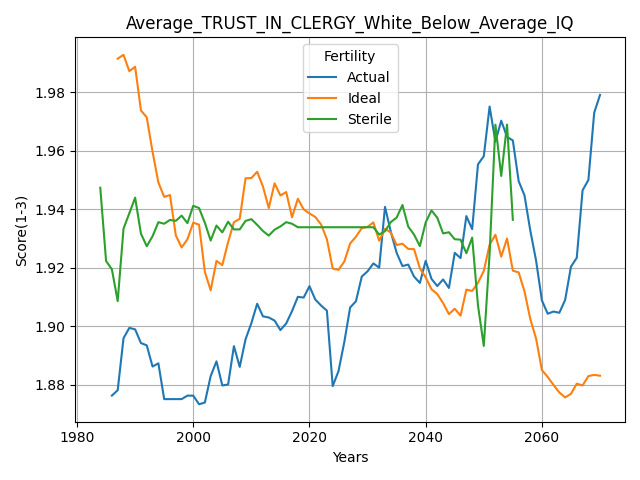 Average_TRUST_IN_CLERGY_White_Below_Average_IQ
Fertility
Actual
Ideal
Sterile
Score(1-3)
1.98
1.96
1.94
1.92
1.90
1.88
1980
2000
2020
2040
2060
Years